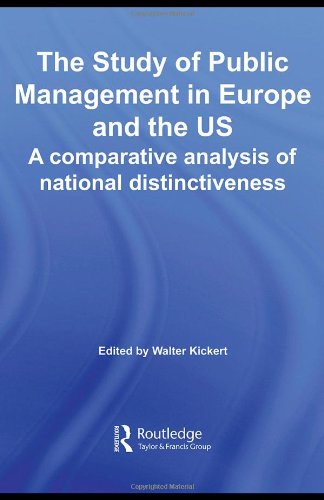 The Study of Public
Management in Europe
and the US
A comparative analysis of
national distinctiveness
Edited by Walter Kickert
ROUTLEDGE
Routledge
Taylor & Francis Group